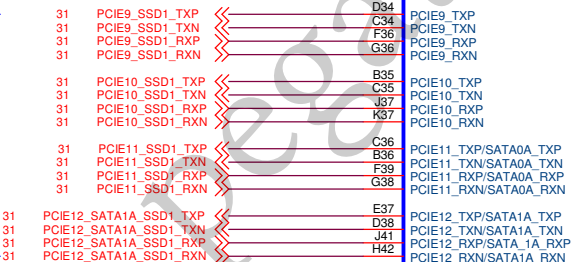 31 PCIE9_SSD1_TXP D34 PCIE9_TXP
31 PCIE9_SSD1_TXN C34 PCIE9_TXN
31 PCIE9_SSD1_RXP F36 PCIE9_RXP
31 PCIE9_SSD1_RXN G36 PCIE9_RXN
31 PCIE10_SSD1_TXP B35 PCIE10_TXP
31 PCIE10_SSD1_TXN C35 PCIE10_TXN
31 PCIE10_SSD1_RXP J37 PCIE10_RXP
31 PCIE10_SSD1_RXN K37 PCIE10_RXN
31 PCIE11_SSD1_TXP C36 PCIE11_TXP/SATA0A_TXP
31 PCIE11_SSD1_TXN B36 PCIE11_TXN/SATA0A_TXN
31 PCIE11_SSD1_RXP F39 PCIE11_RXP/SATA0A_RXP
31 PCIE11_SSD1_RXN G38 PCIE11_RXN/SATA0A_RXN
31 PCIE12_SATA1A_SSD1_TXP E37 PCIE12_TXP/SATA1A_TXP
31 PCIE12_SATA1A_SSD1_TXN D38 PCIE12_TXN/SATA1A_TXN
31 PCIE12_SATA1A_SSD1_RXP J41 PCIE12_RXP/SATA_1A_RXP
31 PCIE12_SATA1A_SSD1_RXN H42 PCIE12_RXN/SATA1A_RXN